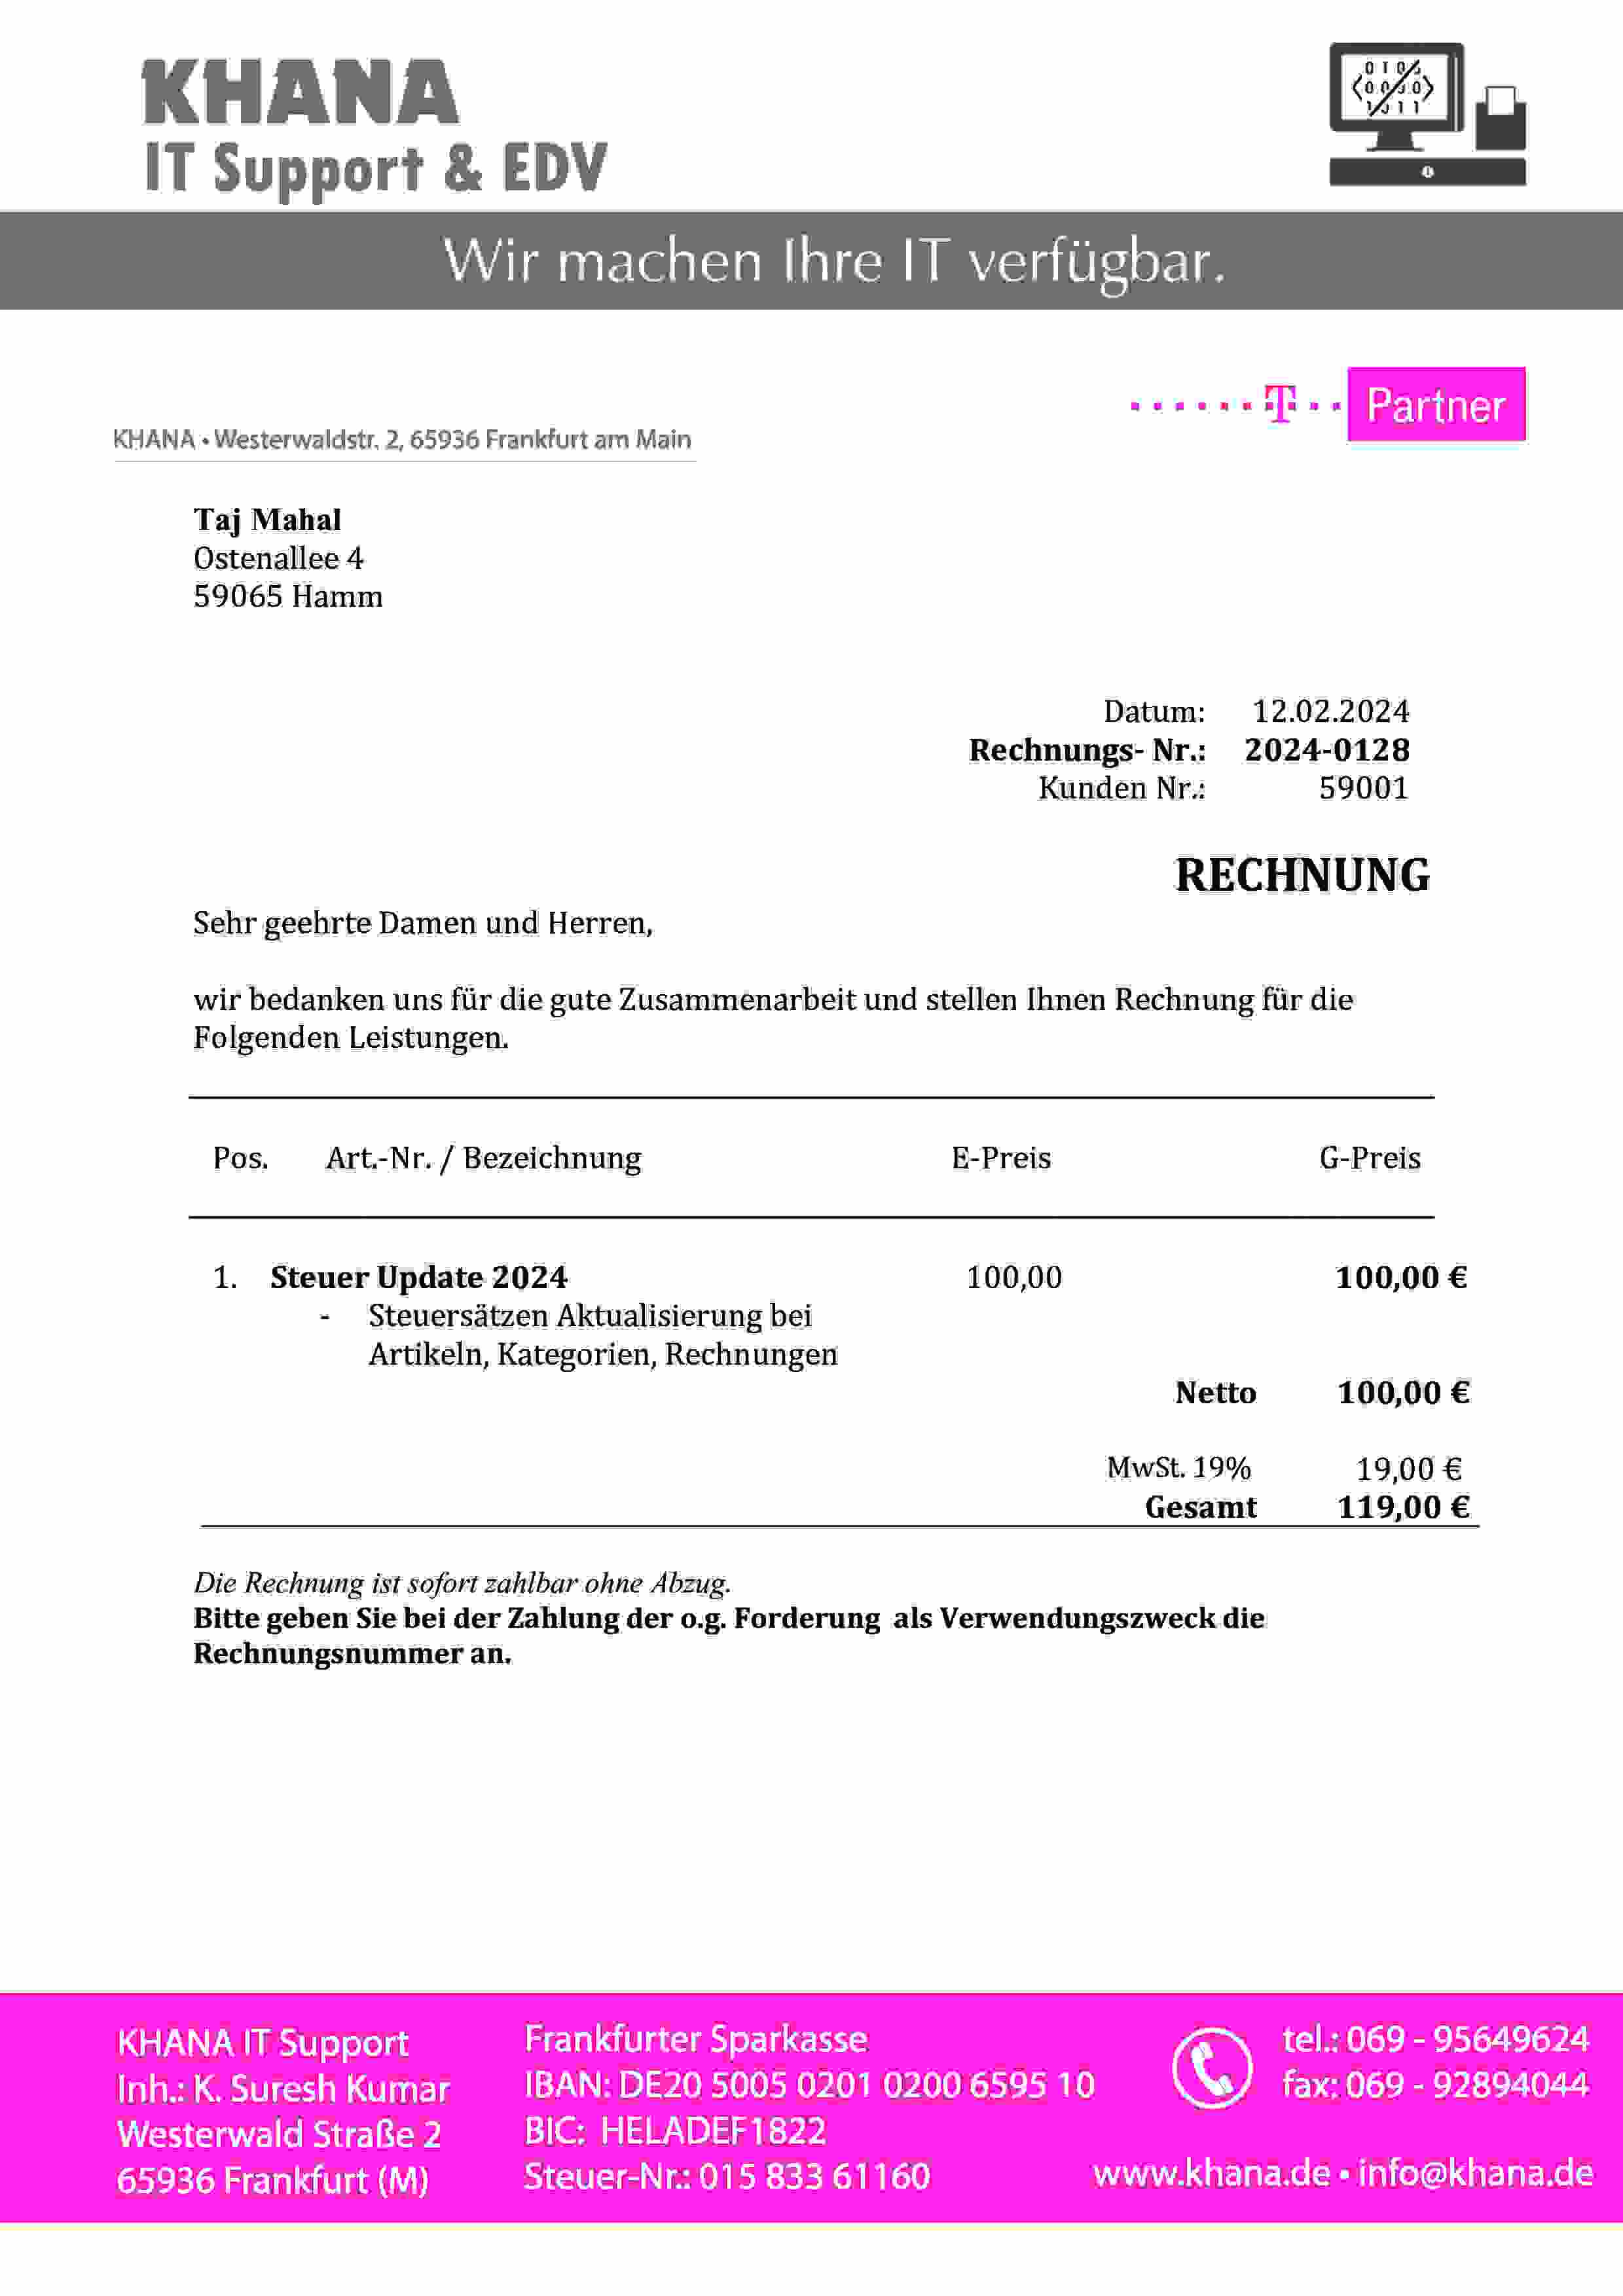 KHANA
IT Support & EDV
Wir machen Ihre IT verfügbar.
T Partner
KHANA • Westerwaldstr. 2, 65936 Frankfurt am Main
Taj Mahal
Ostenallee 4
59065 Hamm
Datum: 12.02.2024
Rechnungs- Nr.: 2024-0128
Kunden Nr.: 59001
RECHNUNG
Sehr geehrte Damen und Herren,
wir bedanken uns für die gute Zusammenarbeit und stellen Ihnen Rechnung für die
Folgenden Leistungen.
Pos. Art.-Nr. / Bezeichnung E-Preis G-Preis
1. Steuer Update 2024 100,00 100,00 €
- Steuersätzen Aktualisierung bei
Artikeln, Kategorien, Rechnungen
Netto 100,00 €
MwSt. 19% 19,00 €
Gesamt 119,00 €
Die Rechnung ist sofort zahlbar ohne Abzug.
Bitte geben Sie bei der Zahlung der o.g. Forderung als Verwendungszweck die
Rechnungsnummer an.
KHANA IT Support
Inh.: K. Suresh Kumar
Westerwald Straße 2
65936 Frankfurt (M)
Frankfurter Sparkasse
IBAN: DE20 5005 0201 0200 6595 10
BIC: HELADEF1822
Steuer-Nr.: 015 833 61160
tel.: 069 - 95649624
fax: 069 - 92894044
www.khana.de • info@khana.de